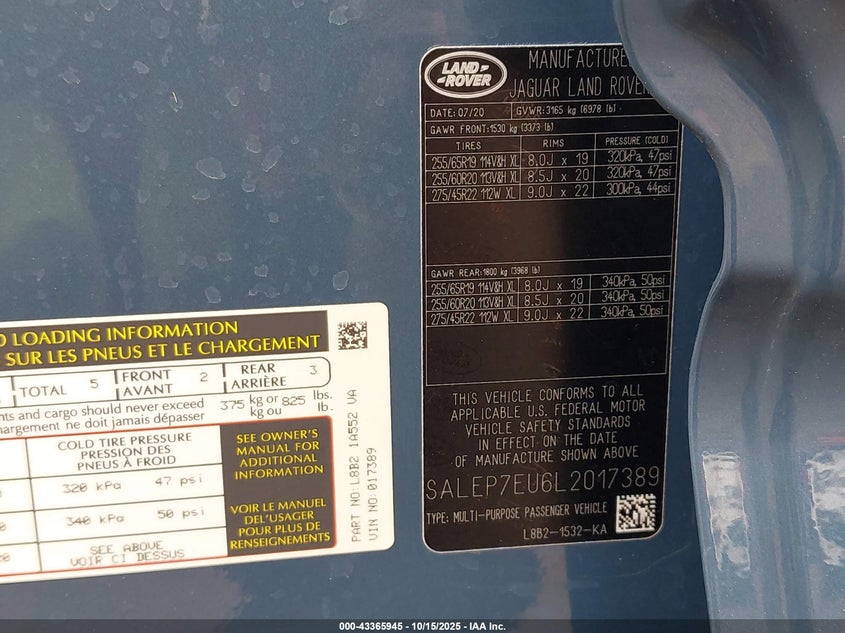 LAND ROVER
MANUFACTURE
JAGUAR LAND ROVER
DATE: 07/20 GVWR: 3165 kg (6978 lb)
GAWR FRONT:1530 kg (3373 lb)
TIRES RIMS PRESSURE (COLD)
255/65R19 114V&H XL 8.0J x 19 320kPa, 47psi
255/60R20 113V&H XL 8.5J x 20 320kPa, 47psi
275/45R22 112W XL 9.0J x 22 300kPa, 44psi
GAWR REAR:1800 kg (3968 lb)
255/65R19 114V&H XL 8.0J x 19 340kPa, 50psi
255/60R20 113V&H XL 8.5J x 20 340kPa, 50psi
275/45R22 112W XL 9.0J x 22 340kPa, 50psi
THIS VEHICLE CONFORMS TO ALL
APPLICABLE U.S. FEDERAL MOTOR
VEHICLE SAFETY STANDARDS
IN EFFECT ON THE DATE
OF MANUFACTURE SHOWN ABOVE
SALEP7EU6L2017389
TYPE: MULTI-PURPOSE PASSENGER VEHICLE
L8B2-1532-KA
LOADING INFORMATION
SUR LES PNEUS ET LE CHARGEMENT
TOTAL 5 FRONT AVANT 2 REAR ARRIÈRE 3
and cargo should never exceed 375 kg or 825 lbs.
ne doit jamais dépasser kg ou lb.
COLD TIRE PRESSURE
PRESSION DES
PNEUS À FROID
320 kPa 47 psi
340 kPa 50 psi
SEE ABOVE
VOIR CI DESSUS
SEE OWNER'S
MANUAL FOR
ADDITIONAL
INFORMATION
VOIR LE MANUEL
DEL'USAGER
POUR PLUS DE
RENSEIGNEMENTS
PART NO:L8B2 1A552 VA
VIN NO:017389
000-43365945 - 10/15/2025 - IAA Inc.